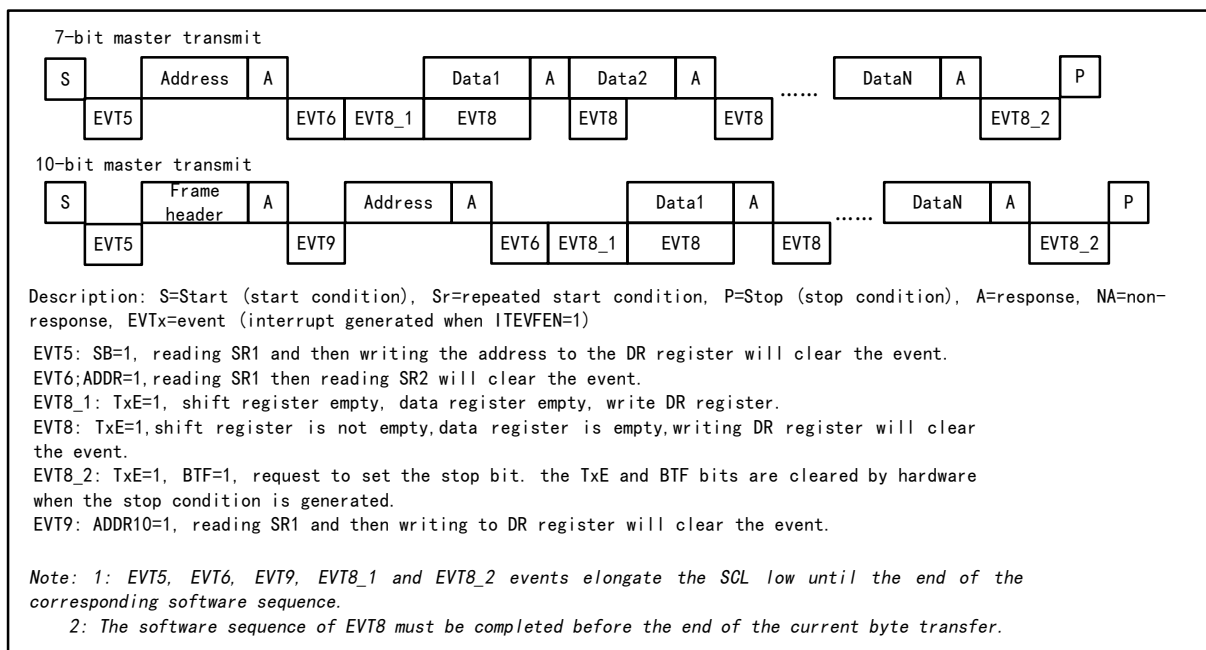 7-bit master transmit
S Address A Data1 A Data2 A …… DataN A P
EVT5 EVT6 EVT8_1 EVT8 EVT8 EVT8 EVT8_2
10-bit master transmit
S Frame header A Address A Data1 A …… DataN A P
EVT5 EVT9 EVT6 EVT8_1 EVT8 EVT8 EVT8_2
Description: S=Start (start condition), Sr=repeated start condition, P=Stop (stop condition), A=response, NA=non-
response, EVTx=event (interrupt generated when ITEVFEN=1)
EVT5: SB=1, reading SR1 and then writing the address to the DR register will clear the event.
EVT6;ADDR=1,reading SR1 then reading SR2 will clear the event.
EVT8_1: TxE=1, shift register empty, data register empty, write DR register.
EVT8: TxE=1,shift register is not empty,data register is empty,writing DR register will clear
the event.
EVT8_2: TxE=1, BTF=1, request to set the stop bit. the TxE and BTF bits are cleared by hardware
when the stop condition is generated.
EVT9: ADDR10=1, reading SR1 and then writing to DR register will clear the event.
Note: 1: EVT5, EVT6, EVT9, EVT8_1 and EVT8_2 events elongate the SCL low until the end of the
corresponding software sequence.
2: The software sequence of EVT8 must be completed before the end of the current byte transfer.